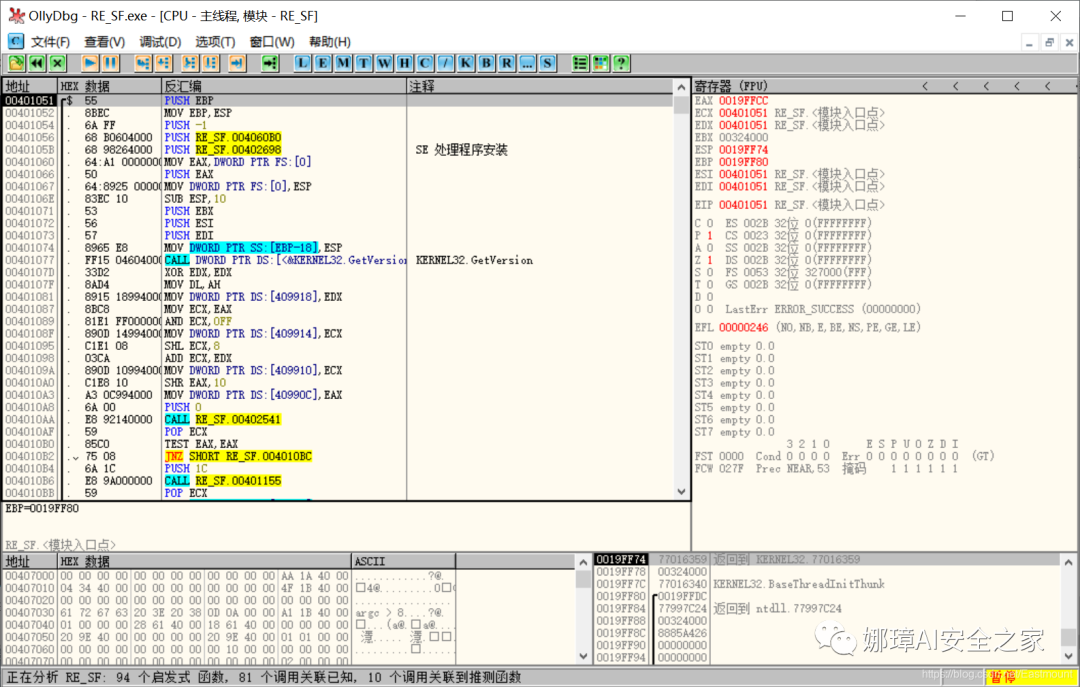 OllyDbg - RE_SF.exe - [CPU - 主线程, 模块 - RE_SF]
文件(F) 查看(V) 调试(D) 选项(T) 窗口(W) 帮助(H)
L E M T W H C / K B R ... S ?
地址 HEX 数据 反汇编 注释
00401051 $ 55 PUSH EBP
00401052 . 8BEC MOV EBP,ESP
00401054 . 6A FF PUSH -1
00401056 . 68 B0604000 PUSH RE_SF.004060B0
0040105B . 68 98264000 PUSH RE_SF.00402698 SE 处理程序安装
00401060 . 64:A1 0000000 MOV EAX,DWORD PTR FS:[0]
00401066 . 50 PUSH EAX
00401067 . 64:8925 00000 MOV DWORD PTR FS:[0],ESP
0040106E . 83EC 10 SUB ESP,10
00401071 . 53 PUSH EBX
00401072 . 56 PUSH ESI
00401073 . 57 PUSH EDI
00401074 . 8965 E8 MOV DWORD PTR SS:[EBP-18],ESP
00401077 . FF15 04604000 CALL DWORD PTR DS:[<&KERNEL32.GetVersion KERNEL32.GetVersion
0040107D . 33D2 XOR EDX,EDX
0040107F . 8AD4 MOV DL,AH
00401081 . 8915 18994000 MOV DWORD PTR DS:[409918],EDX
00401087 . 8BC8 MOV ECX,EAX
00401089 . 81E1 FF000000 AND ECX,0FF
0040108F . 890D 14994000 MOV DWORD PTR DS:[409914],ECX
00401095 . C1E1 08 SHL ECX,8
00401098 . 03CA ADD ECX,EDX
0040109A . 890D 10994000 MOV DWORD PTR DS:[409910],ECX
004010A0 . C1E8 10 SHR EAX,10
004010A3 . A3 0C994000 MOV DWORD PTR DS:[40990C],EAX
004010A8 . 6A 00 PUSH 0
004010AA . E8 92140000 CALL RE_SF.00402541
004010AF . 59 POP ECX
004010B0 . 85C0 TEST EAX,EAX
004010B2 . 75 08 JNZ SHORT RE_SF.004010BC
004010B4 . 6A 1C PUSH 1C
004010B6 . E8 9A000000 CALL RE_SF.00401155
004010BB . 59 POP ECX
寄存器 (FPU) < < < < <
EAX 0019FFCC
ECX 00401051 RE_SF.<模块入口点>
EDX 00401051 RE_SF.<模块入口点>
EBX 00324000
ESP 0019FF74
EBP 0019FF80
ESI 00401051 RE_SF.<模块入口点>
EDI 00401051 RE_SF.<模块入口点>
EIP 00401051 RE_SF.<模块入口点>
C 0 ES 002B 32位 0(FFFFFFFF)
P 1 CS 0023 32位 0(FFFFFFFF)
A 0 SS 002B 32位 0(FFFFFFFF)
Z 1 DS 002B 32位 0(FFFFFFFF)
S 0 FS 0053 32位 327000(FFF)
T 0 GS 002B 32位 0(FFFFFFFF)
D 0
O 0 LastErr ERROR_SUCCESS (00000000)
EFL 00000246 (NO,NB,E,BE,NS,PE,GE,LE)
ST0 empty 0.0
ST1 empty 0.0
ST2 empty 0.0
ST3 empty 0.0
ST4 empty 0.0
ST5 empty 0.0
ST6 empty 0.0
ST7 empty 0.0
3 2 1 0 E S P U O Z D I
FST 0000 Cond 0 0 0 0 Err 0 0 0 0 0 0 0 0 (GT)
FCW 027F Prec NEAR,53 掩码 1 1 1 1 1 1
EBP=0019FF80
RE_SF.<模块入口点>
地址 HEX 数据 ASCII
00407000 00 00 00 00 00 00 00 00 00 00 00 00 AA 1A 40 00
00407010 04 34 40 00 00 00 00 00 00 00 00 00 4F 1B 40 00
00407020 00 00 00 00 00 00 00 00 00 00 00 00 00 00 00 00
00407030 61 72 67 63 20 3E 20 38 0D 0A 00 00 A1 1B 40 00 argc > 8....?@.
00407040 01 00 00 00 28 61 40 00 18 61 40 00 00 00 00 00
00407050 20 9E 40 00 00 00 00 00 20 9E 40 00 01 01 00 00
00407060 00 00 00 00 00 00 00 00 00 10 00 00 00 00 00 00
0019FF74 77016359 返回到 KERNEL32.77016359
0019FF78 00324000
0019FF7C 77016340 KERNEL32.BaseThreadInitThunk
0019FF80 0019FFDC
0019FF84 77997C24 返回到 ntdll.77997C24
0019FF88 00324000
0019FF8C 8885A426
0019FF90 00000000
0019FF94 00000000
娜璋AI安全之家
正在分析 RE_SF: 94 个启发式 函数, 81 个调用关联已知, 10 个调用关联到推测函数
暂停